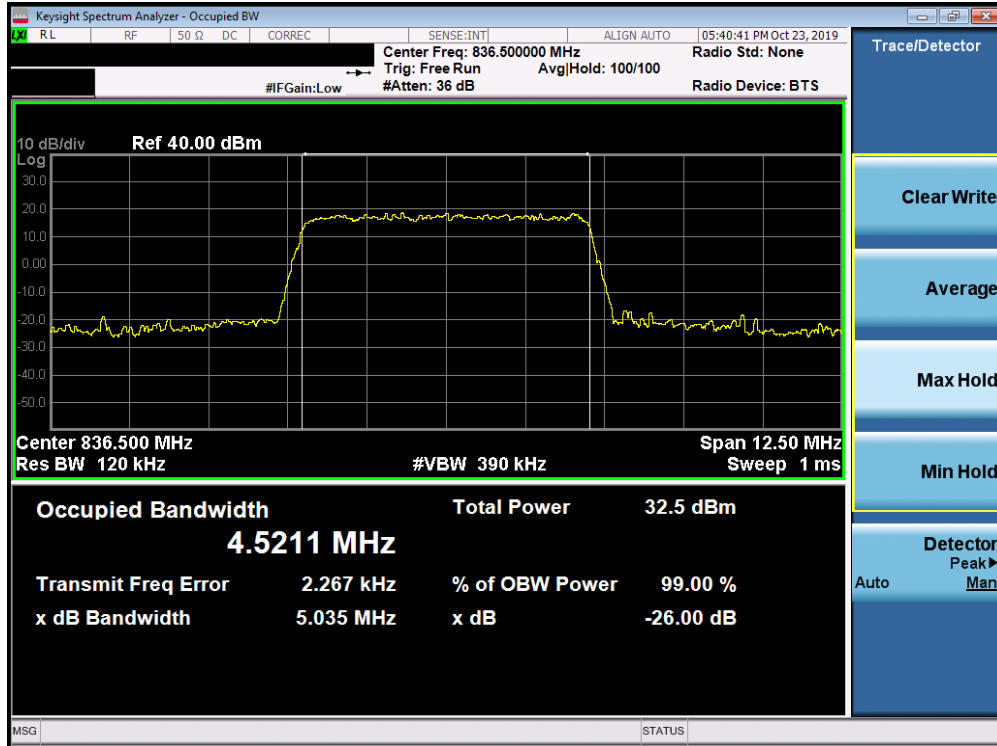 Keysight Spectrum Analyzer - Occupied BW
LXI RL RF 50 Ω DC CORREC SENSE:INT ALIGN AUTO 05:40:41 PM Oct 23, 2019
Center Freq: 836.500000 MHz Radio Std: None
Trig: Free Run Avg|Hold: 100/100
#IFGain:Low #Atten: 36 dB Radio Device: BTS
Trace/Detector
10 dB/div Ref 40.00 dBm
Log
30.0
20.0
10.0
0.00
-10.0
-20.0
-30.0
-40.0
-50.0
Center 836.500 MHz Span 12.50 MHz
Res BW 120 kHz #VBW 390 kHz Sweep 1 ms
Occupied Bandwidth Total Power 32.5 dBm
4.5211 MHz
Transmit Freq Error 2.267 kHz % of OBW Power 99.00 %
x dB Bandwidth 5.035 MHz x dB -26.00 dB
Clear Write
Average
Max Hold
Min Hold
Detector
Peak▶
Auto Man
MSG STATUS